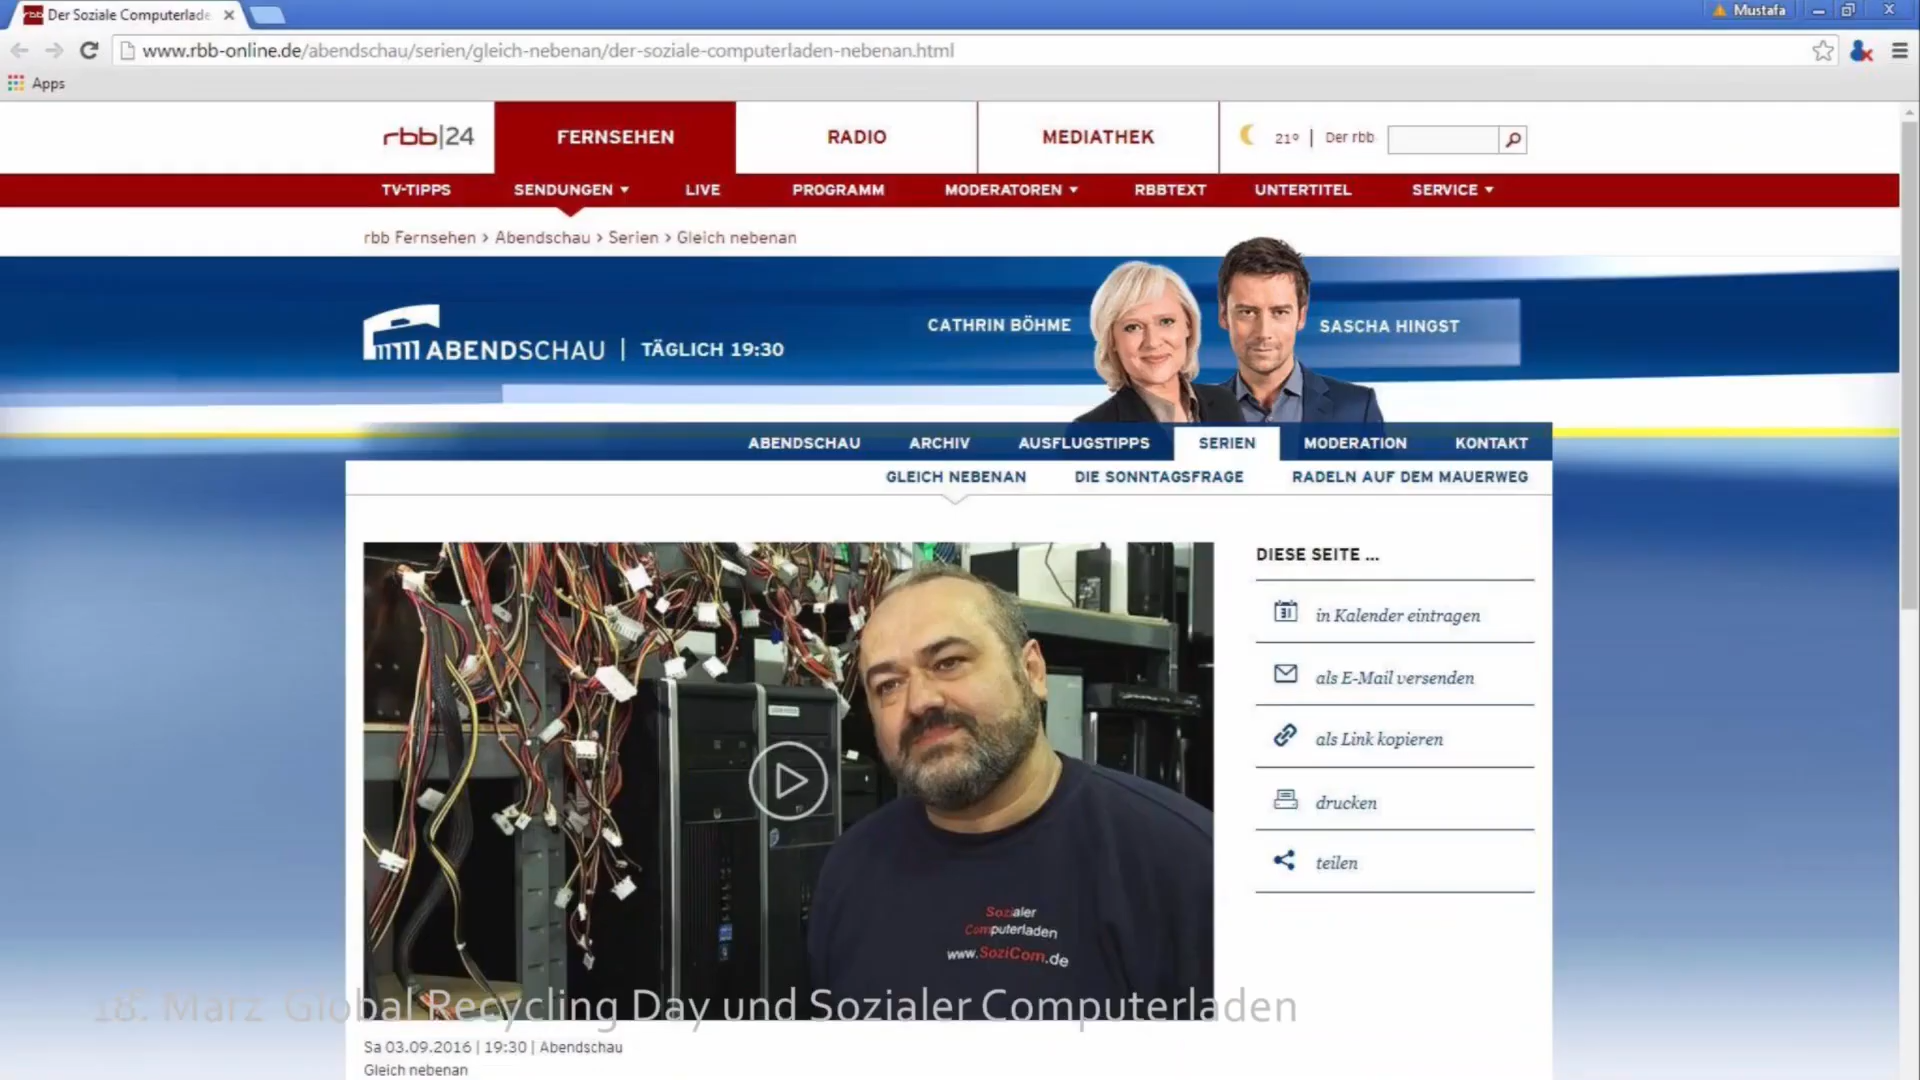 rbb Der Soziale Computerlade
Mustafa
www.rbb-online.de/abendschau/serien/gleich-nebenan/der-soziale-computerladen-nebenan.html
Apps
rbb|24 FERNSEHEN RADIO MEDIATHEK 21° | Der rbb
TV-TIPPS SENDUNGEN LIVE PROGRAMM MODERATOREN RBBTEXT UNTERTITEL SERVICE
rbb Fernsehen > Abendschau > Serien > Gleich nebenan
CATHRIN BÖHME SASCHA HINGST
ABENDSCHAU | TÄGLICH 19:30
ABENDSCHAU ARCHIV AUSFLUGSTIPPS SERIEN MODERATION KONTAKT
GLEICH NEBENAN DIE SONNTAGSFRAGE RADELN AUF DEM MAUERWEG
DIESE SEITE ...
31 in Kalender eintragen
als E-Mail versenden
als Link kopieren
drucken
teilen
Sozialer
Computerladen
www.SoziCom.de
18. März Global Recycling Day und Sozialer Computerladen
Sa 03.09.2016 | 19:30 | Abendschau
Gleich nebenan